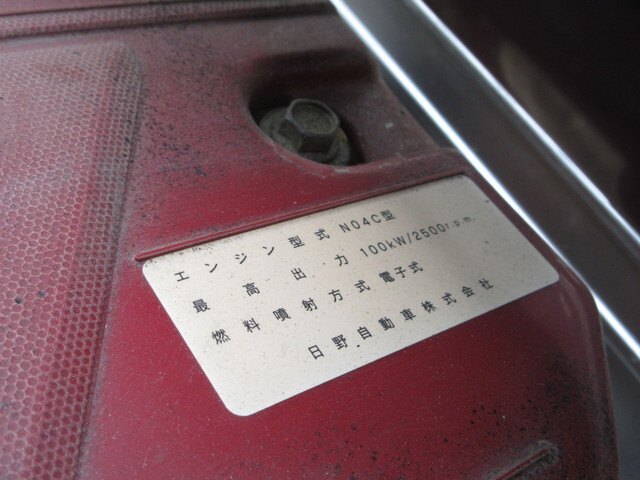 エンジン型式 N04C型
最高出力 100kW/2500r.p.m.
燃料噴射方式 電子式
日野自動車株式会社